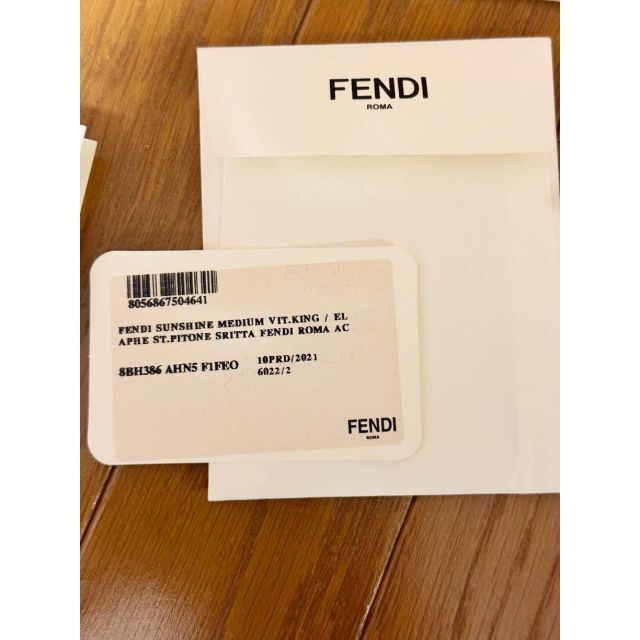 FENDI
ROMA
8056867504641
FENDI SUNSHINE MEDIUM VIT.KING / EL
APHE ST.PITONE SRITTA FENDI ROMA AC
8BH386 AHN5 F1FEO 10PRD/2021
6022/2
FENDI
ROMA